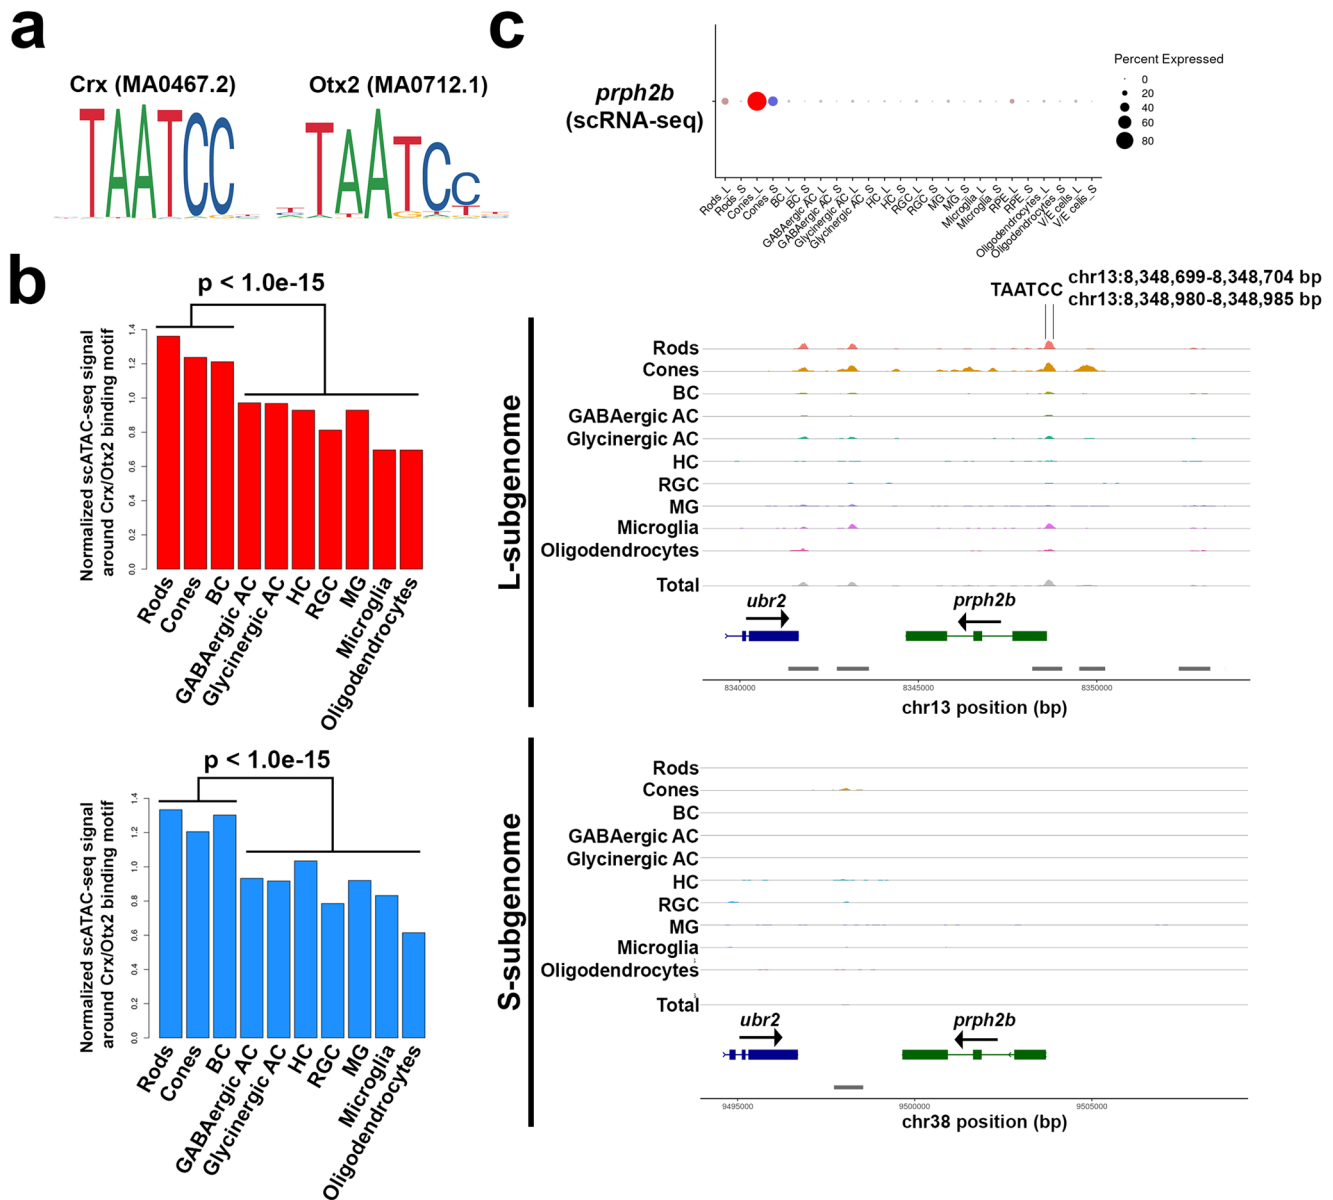 a
Crx (MA0467.2)
Otx2 (MA0712.1)
TAATCC
TAATCC
b
p < 1.0e-15
Normalized scATAC-seq signal
around Crx/Otx2 binding motif
1.4
1.2
1.0
0.8
0.6
0.4
0.2
0.0
Rods
Cones
BC
GABAergic AC
Glycinergic AC
HC
RGC
MG
Microglia
Oligodendrocytes
p < 1.0e-15
Normalized scATAC-seq signal
around Crx/Otx2 binding motif
1.4
1.2
1.0
0.8
0.6
0.4
0.2
0.0
Rods
Cones
BC
GABAergic AC
Glycinergic AC
HC
RGC
MG
Microglia
Oligodendrocytes
c
prph2b
(scRNA-seq)
Percent Expressed
0
20
40
60
80
Rods_L
Rods_S
Cones_L
Cones_S
BC_L
BC_S
GABAergic AC_L
GABAergic AC_S
Glycinergic AC_L
Glycinergic AC_S
HC_L
HC_S
RGC_L
RGC_S
MG_L
MG_S
Microglia_L
Microglia_S
RPE_L
RPE_S
Oligodendrocytes_L
Oligodendrocytes_S
V/E cells_L
V/E cells_S
TAATCC
chr13:8,348,699-8,348,704 bp
chr13:8,348,980-8,348,985 bp
L-subgenome
Rods
Cones
BC
GABAergic AC
Glycinergic AC
HC
RGC
MG
Microglia
Oligodendrocytes
Total
ubr2
prph2b
8340000
8345000
8350000
chr13 position (bp)
S-subgenome
Rods
Cones
BC
GABAergic AC
Glycinergic AC
HC
RGC
MG
Microglia
Oligodendrocytes
Total
ubr2
prph2b
9495000
9500000
9505000
chr38 position (bp)